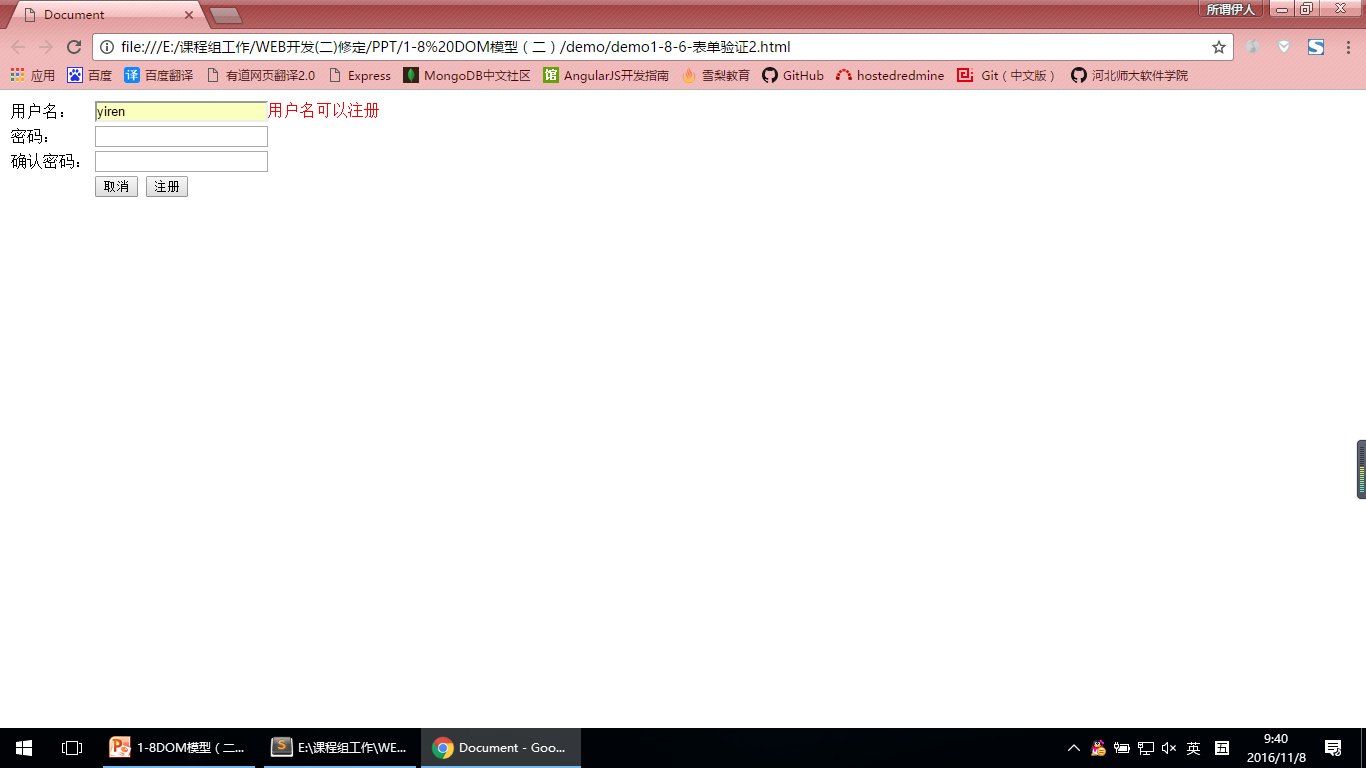 Document
所谓伊人
file:///E:/课程组工作/WEB开发(二)修定/PPT/1-8%20DOM模型（二）/demo/demo1-8-6-表单验证2.html
应用 百度 百度翻译 有道网页翻译2.0 Express MongoDB中文社区 AngularJS开发指南 雪梨教育 GitHub hostedredmine Git（中文版） 河北师大软件学院
用户名： yiren 用户名可以注册
密码：
确认密码：
取消 注册
1-8DOM模型（二... E:\课程组工作\WE... Document - Goo... 英 五 9:40
2016/11/8